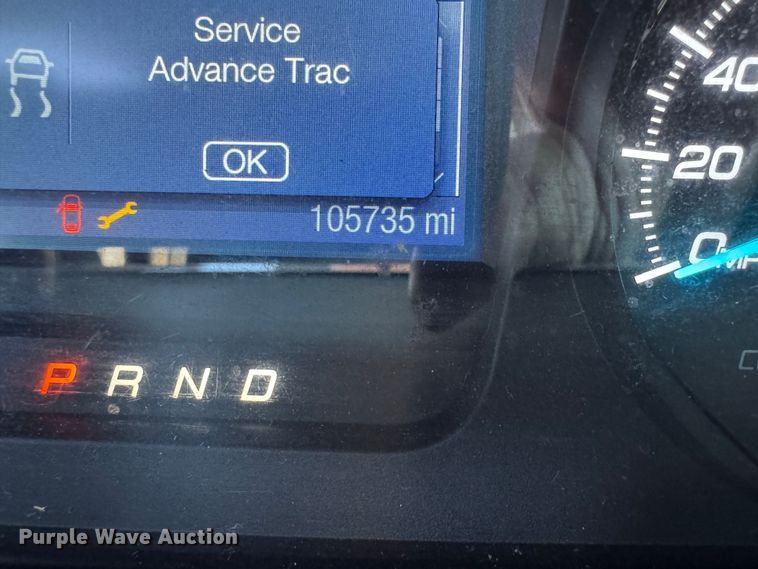 Service
Advance Trac
OK
105735 mi
P R N D
40
20
0
Purple Wave Auction